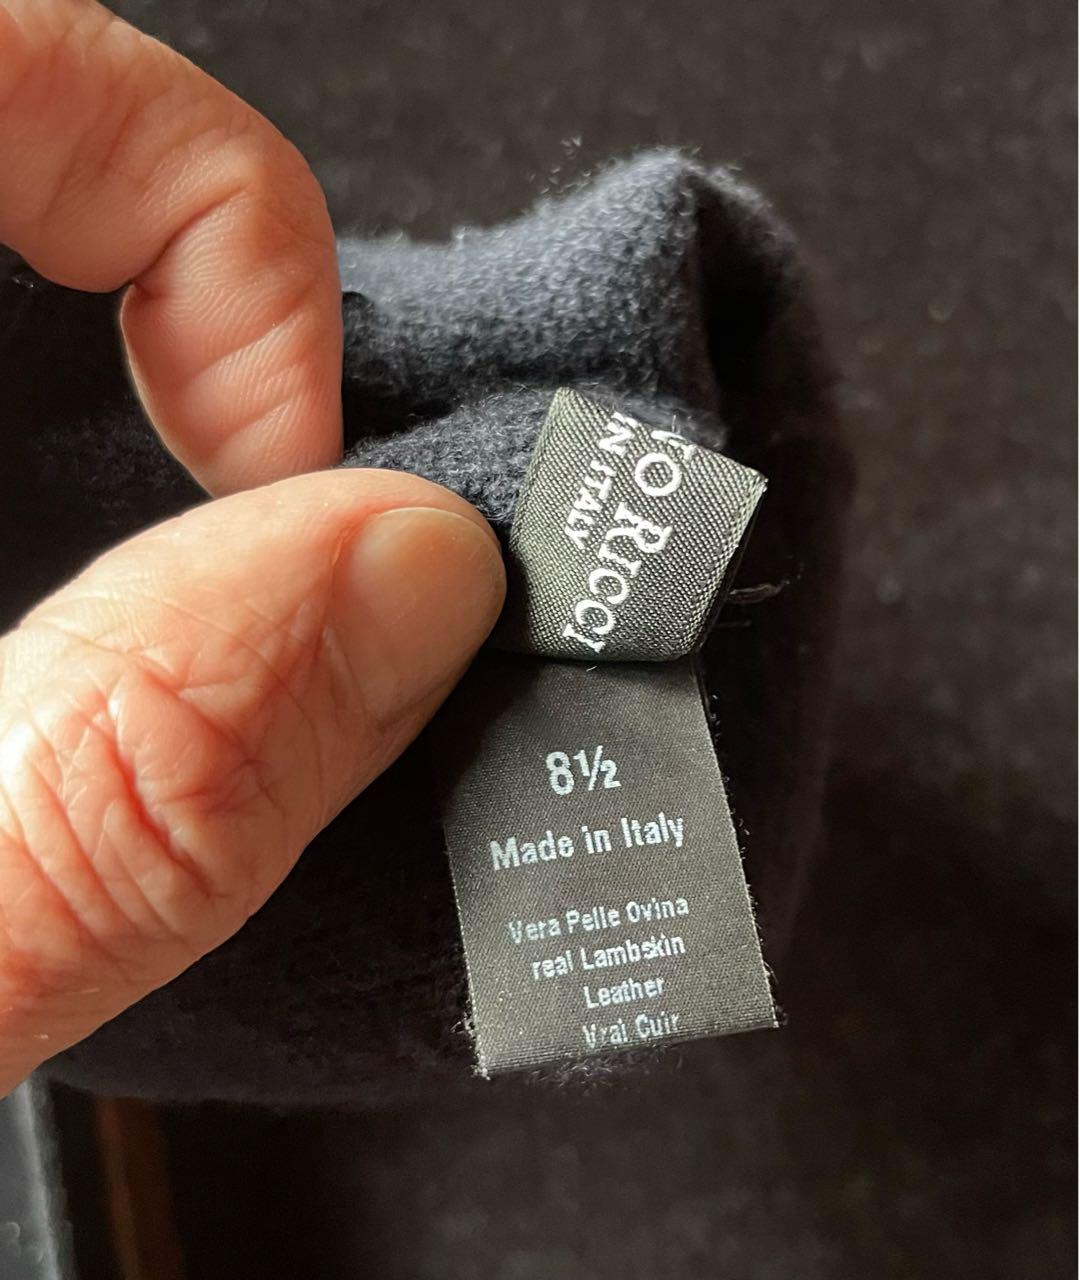 O RICCI
IN ITALY
8½
Made in Italy
Vera Pelle Ovina
real Lambskin
Leather
Vrai Cuir